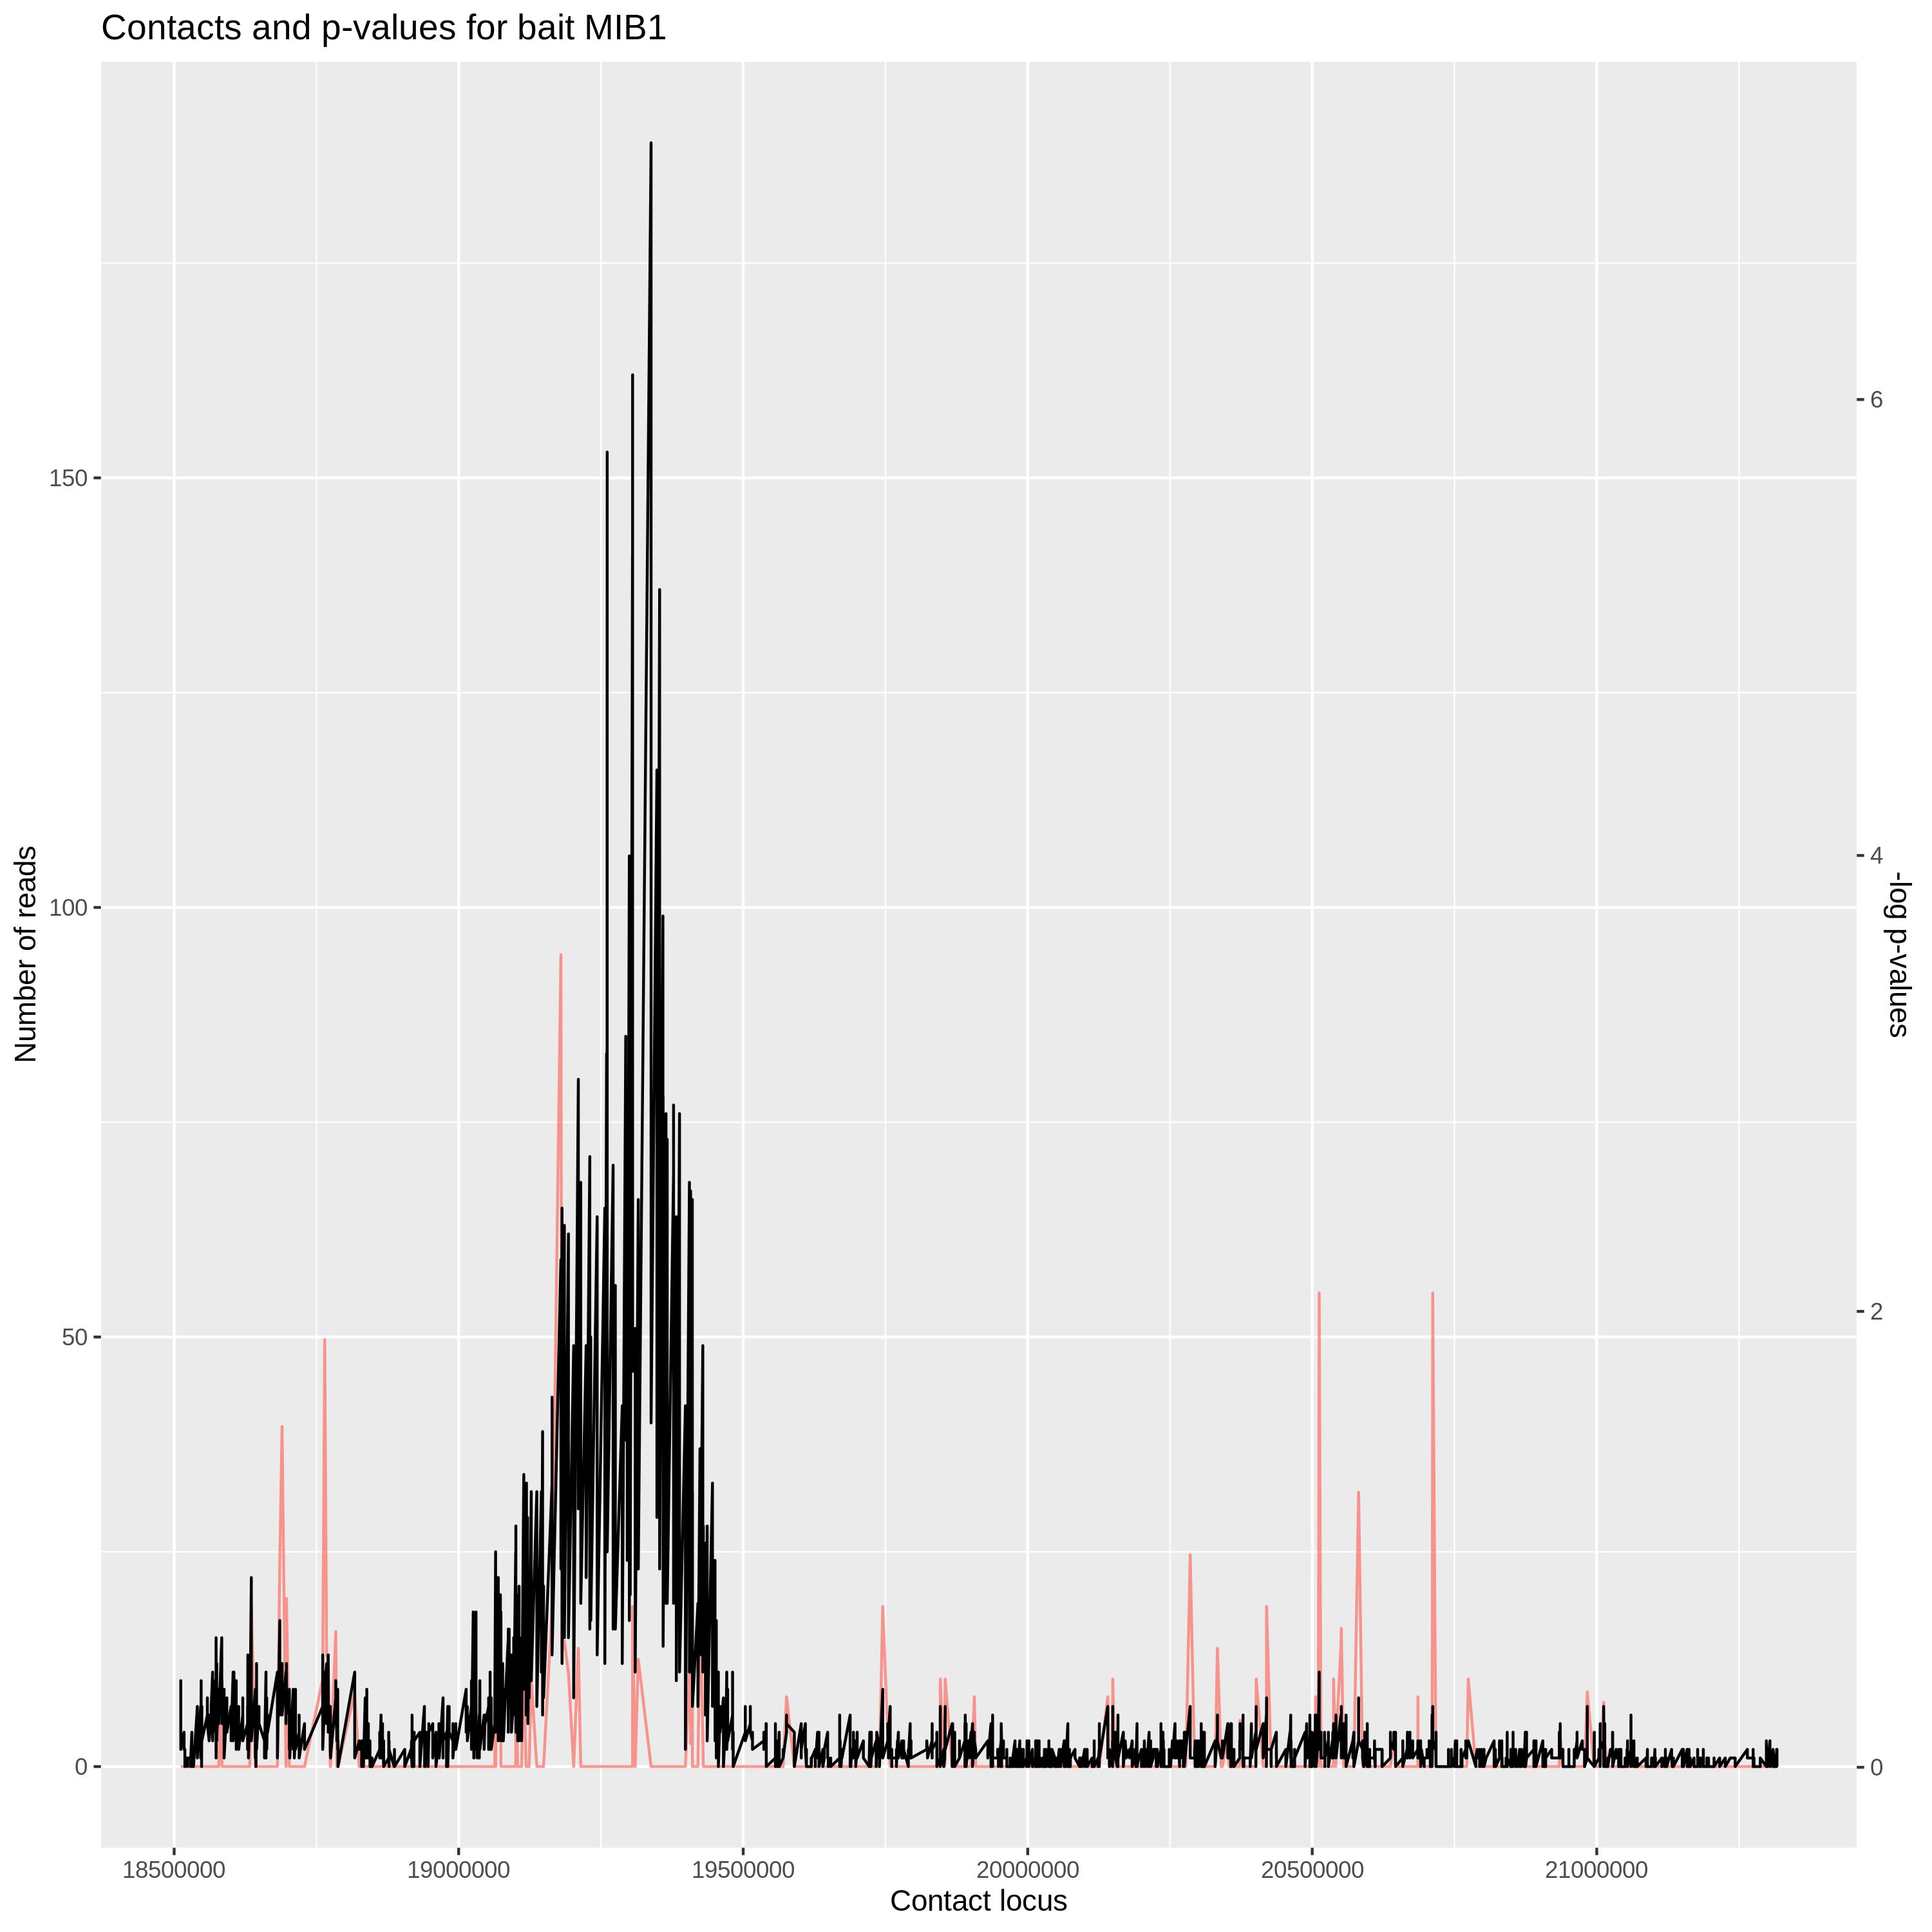 Contacts and p-values for bait MIB1
Number of reads
150
100
50
0
6
4
2
0
-log p-values
18500000 19000000 19500000 20000000 20500000 21000000
Contact locus